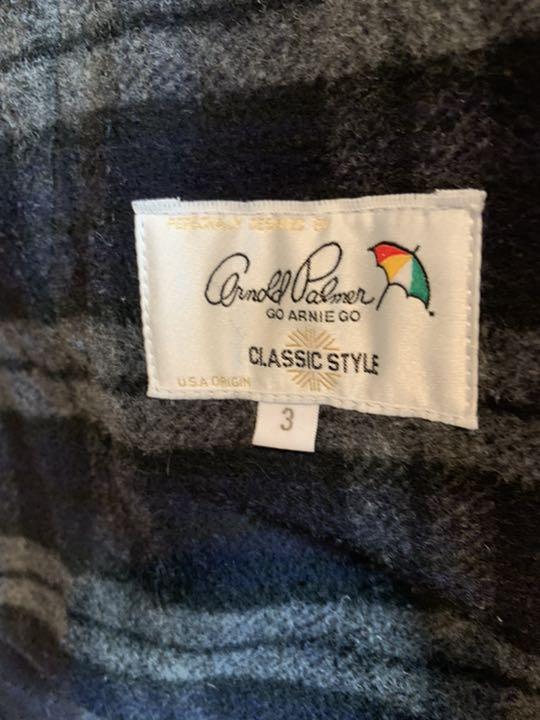 PERSONALLY DESIGNED BY
Arnold Palmer
GO ARNIE GO
CLASSIC STYLE
U.S.A ORIGIN
3